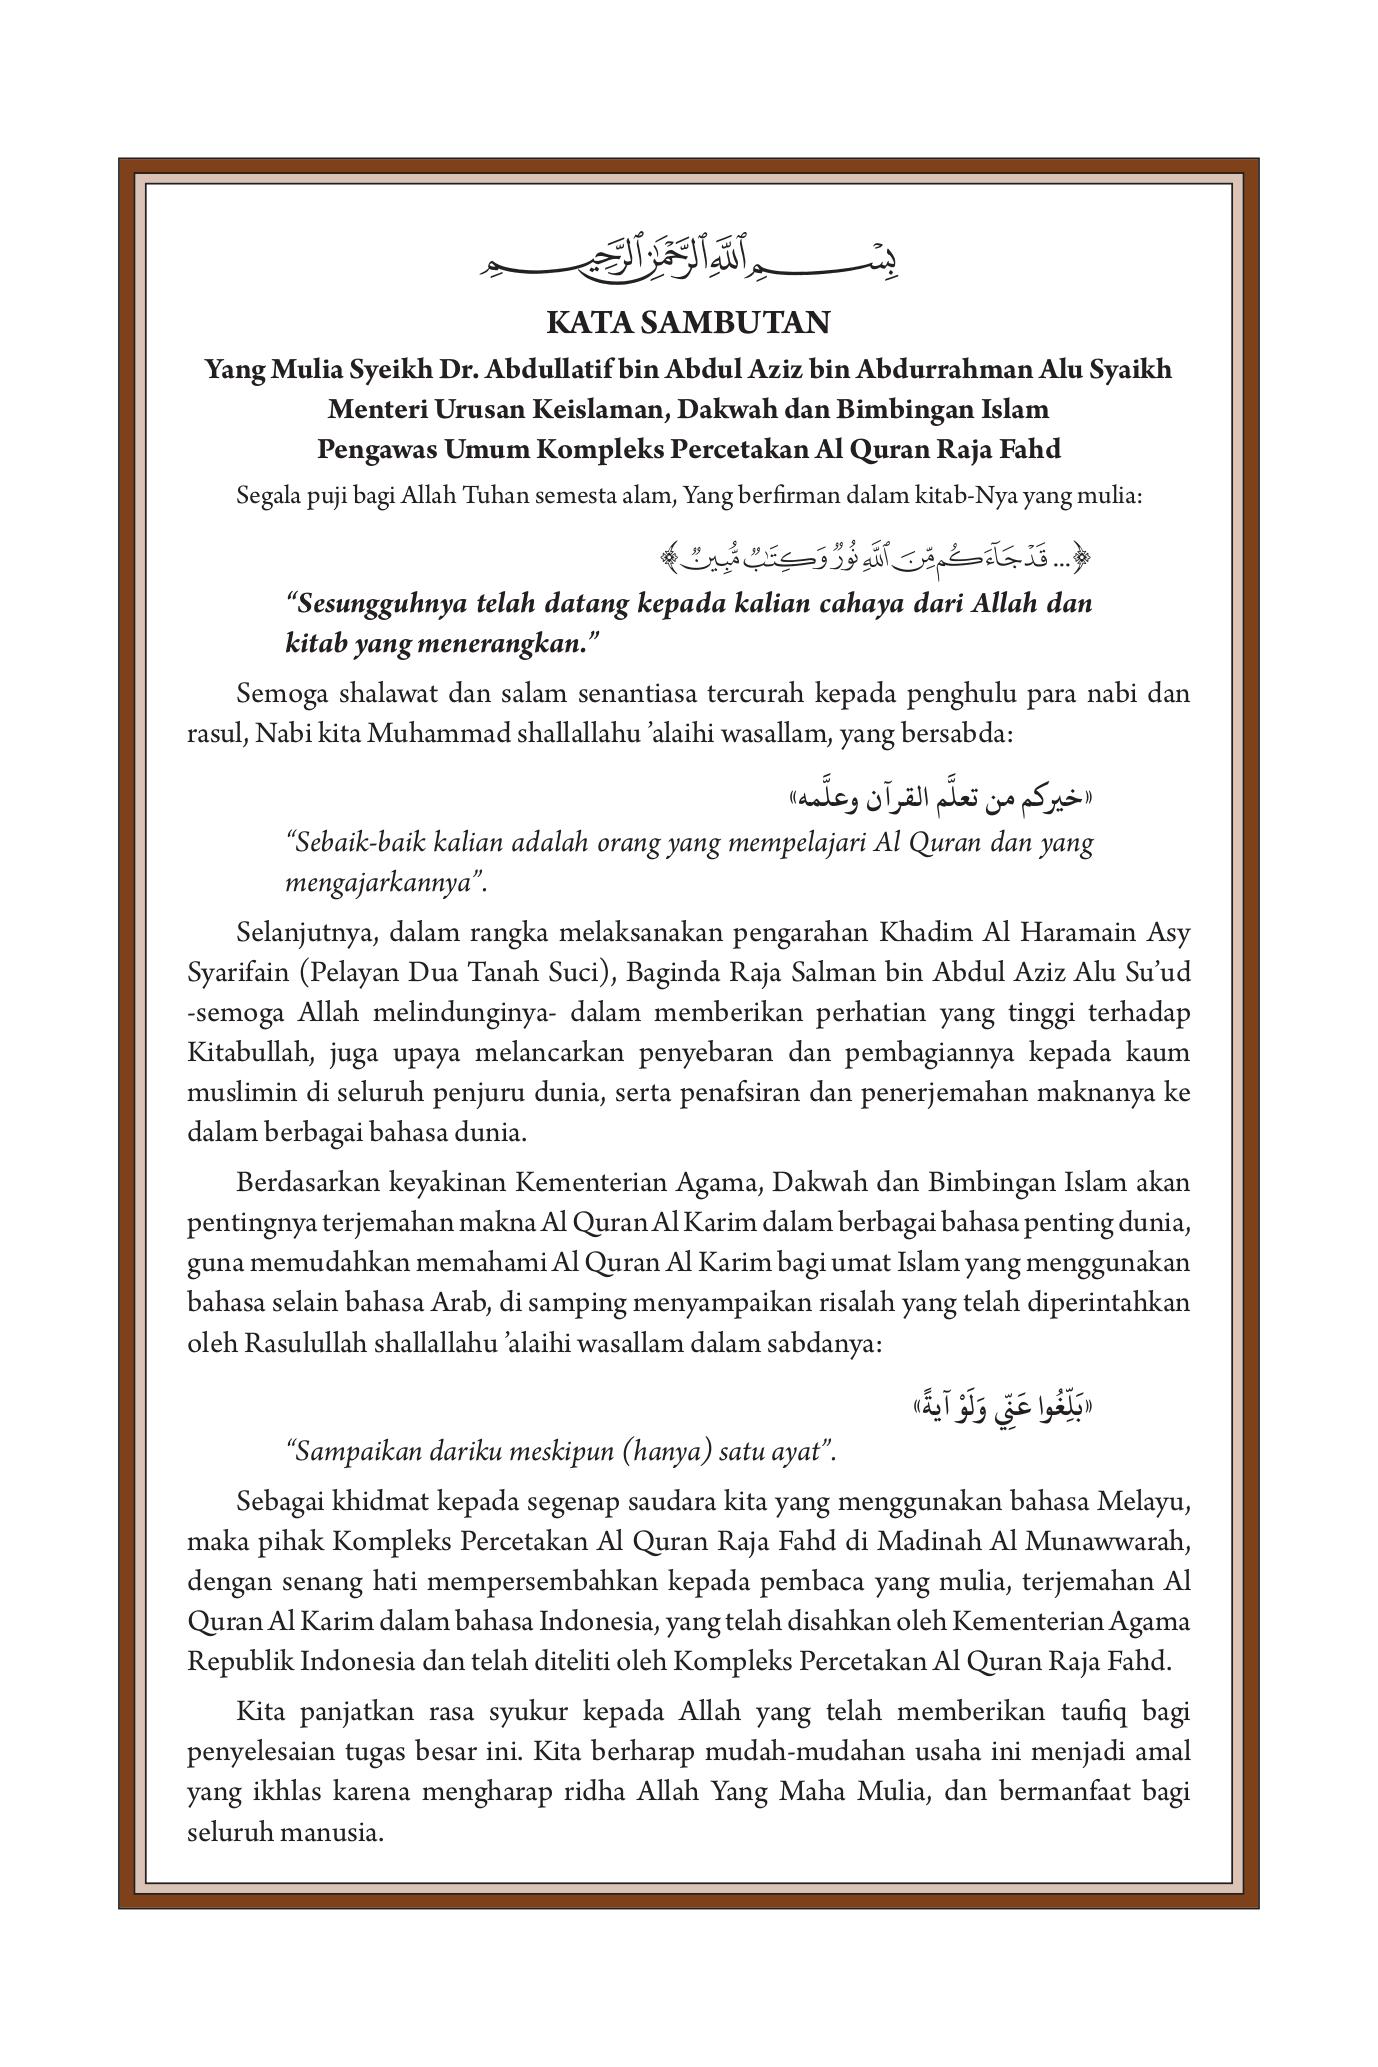 بِسْمِ ٱللَّهِ ٱلرَّحْمَٰنِ ٱلرَّحِيمِ
KATA SAMBUTAN
Yang Mulia Syeikh Dr. Abdullatif bin Abdul Aziz bin Abdurrahman Alu Syaikh
Menteri Urusan Keislaman, Dakwah dan Bimbingan Islam
Pengawas Umum Kompleks Percetakan Al Quran Raja Fahd
Segala puji bagi Allah Tuhan semesta alam, Yang berfirman dalam kitab-Nya yang mulia:
﴿... قَدْ جَآءَكُم مِّنَ ٱللَّهِ نُورٌ وَكِتَٰبٌ مُّبِينٌ﴾
“Sesungguhnya telah datang kepada kalian cahaya dari Allah dan
kitab yang menerangkan.”
Semoga shalawat dan salam senantiasa tercurah kepada penghulu para nabi dan
rasul, Nabi kita Muhammad shallallahu ’alaihi wasallam, yang bersabda:
«خيركم من تعلَّم القرآن وعلَّمه»
“Sebaik-baik kalian adalah orang yang mempelajari Al Quran dan yang
mengajarkannya”.
Selanjutnya, dalam rangka melaksanakan pengarahan Khadim Al Haramain Asy
Syarifain (Pelayan Dua Tanah Suci), Baginda Raja Salman bin Abdul Aziz Alu Su’ud
-semoga Allah melindunginya- dalam memberikan perhatian yang tinggi terhadap
Kitabullah, juga upaya melancarkan penyebaran dan pembagiannya kepada kaum
muslimin di seluruh penjuru dunia, serta penafsiran dan penerjemahan maknanya ke
dalam berbagai bahasa dunia.
Berdasarkan keyakinan Kementerian Agama, Dakwah dan Bimbingan Islam akan
pentingnya terjemahan makna Al Quran Al Karim dalam berbagai bahasa penting dunia,
guna memudahkan memahami Al Quran Al Karim bagi umat Islam yang menggunakan
bahasa selain bahasa Arab, di samping menyampaikan risalah yang telah diperintahkan
oleh Rasulullah shallallahu ’alaihi wasallam dalam sabdanya:
«بَلِّغُوا عَنِّي وَلَوْ آيةً»
“Sampaikan dariku meskipun (hanya) satu ayat”.
Sebagai khidmat kepada segenap saudara kita yang menggunakan bahasa Melayu,
maka pihak Kompleks Percetakan Al Quran Raja Fahd di Madinah Al Munawwarah,
dengan senang hati mempersembahkan kepada pembaca yang mulia, terjemahan Al
Quran Al Karim dalam bahasa Indonesia, yang telah disahkan oleh Kementerian Agama
Republik Indonesia dan telah diteliti oleh Kompleks Percetakan Al Quran Raja Fahd.
Kita panjatkan rasa syukur kepada Allah yang telah memberikan taufiq bagi
penyelesaian tugas besar ini. Kita berharap mudah-mudahan usaha ini menjadi amal
yang ikhlas karena mengharap ridha Allah Yang Maha Mulia, dan bermanfaat bagi
seluruh manusia.